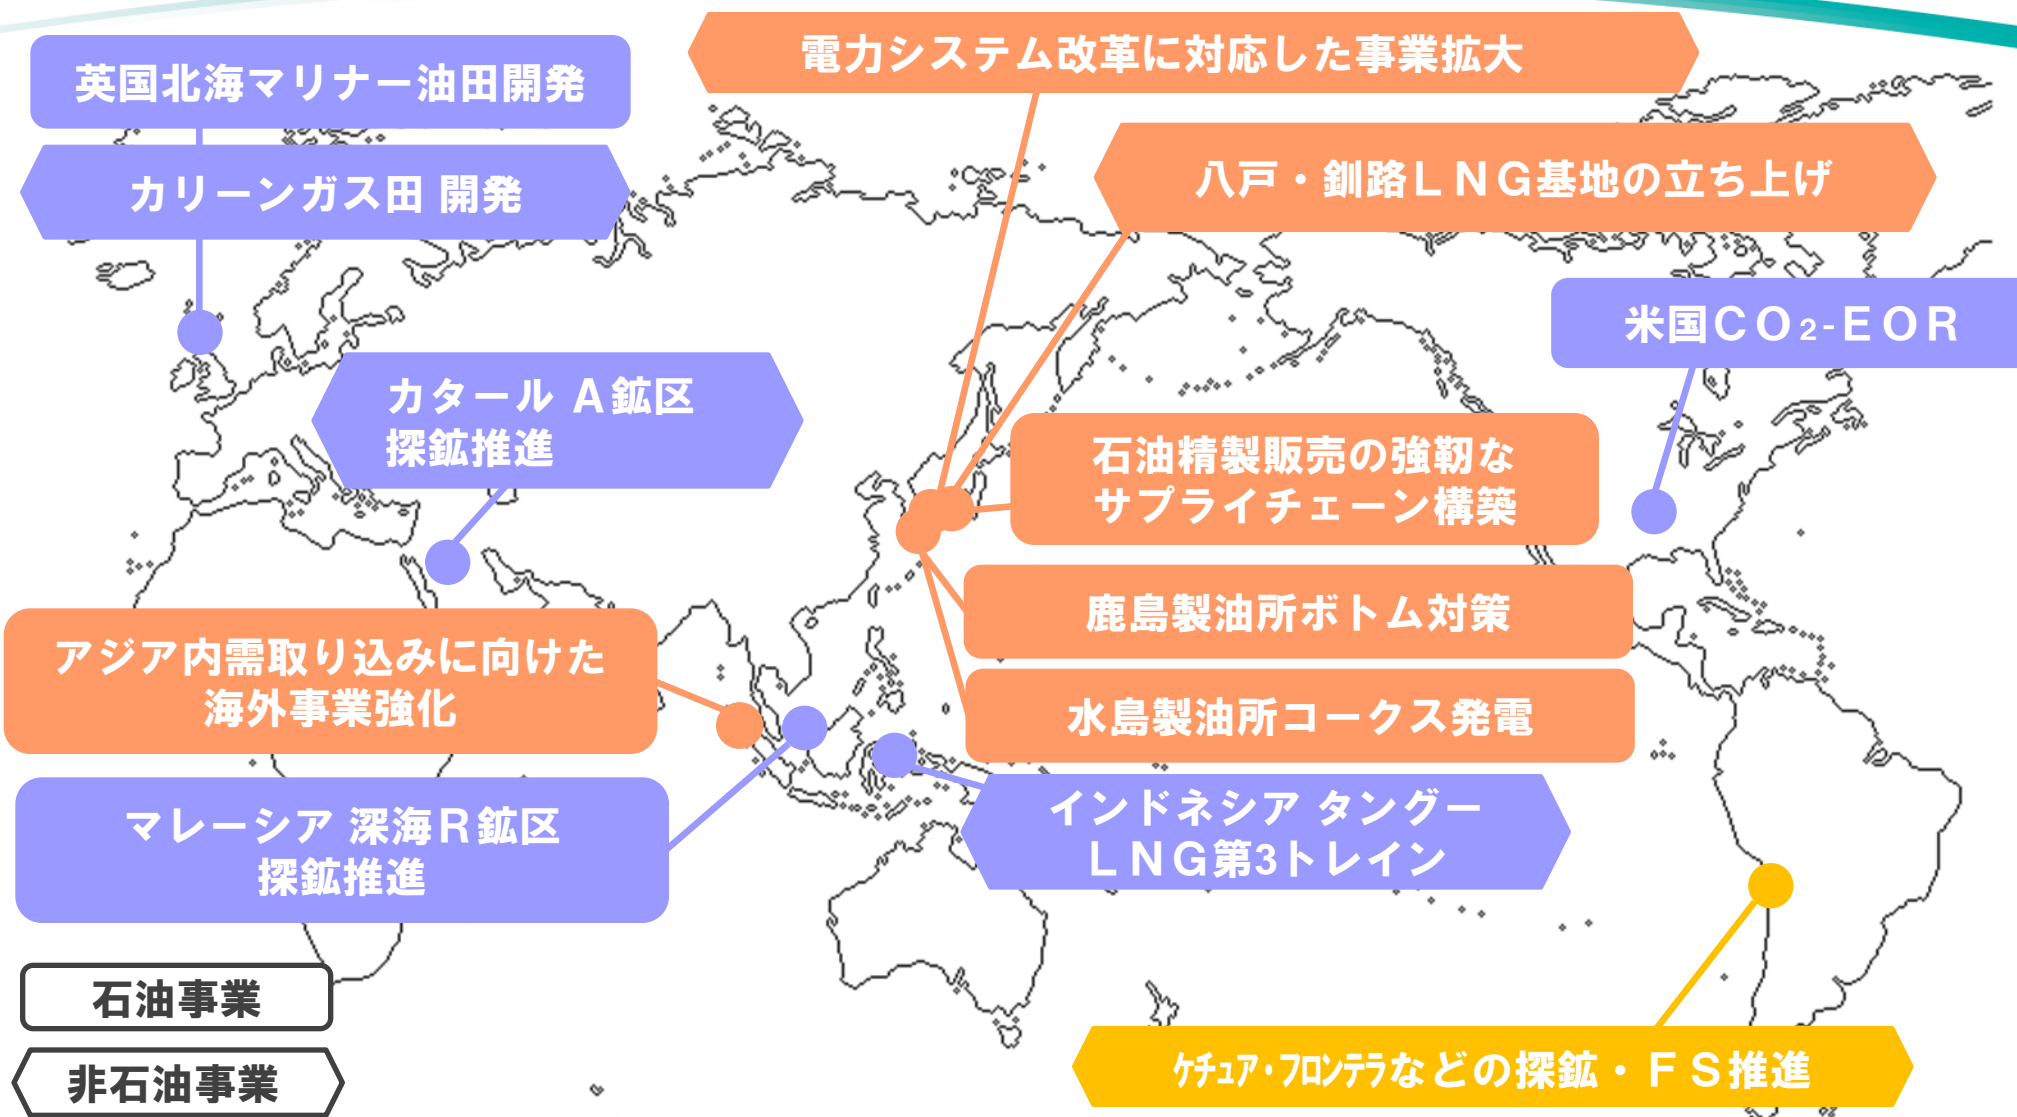 英国北海マリナー油田開発
カリーンガス田 開発
電力システム改革に対応した事業拡大
八戸・釧路LNG基地の立ち上げ
米国CO₂-EOR
カタール A鉱区
探鉱推進
石油精製販売の強靭な
サプライチェーン構築
鹿島製油所ボトム対策
アジア内需取り込みに向けた
海外事業強化
水島製油所コークス発電
マレーシア 深海R鉱区
探鉱推進
インドネシア タングー
LNG第3トレイン
石油事業
非石油事業
ケチュア・フロンテラなどの探鉱・FS推進